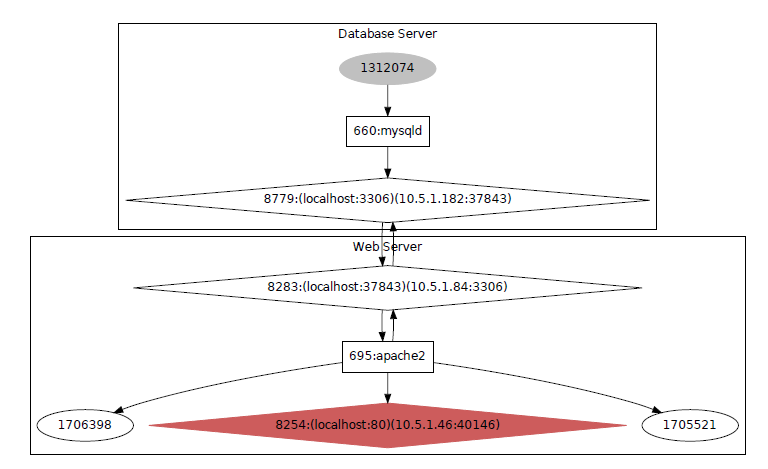 Database Server
1312074
660:mysqld
8779:(localhost:3306)(10.5.1.182:37843)
Web Server
8283:(localhost:37843)(10.5.1.84:3306)
695:apache2
1706398
8254:(localhost:80)(10.5.1.46:40146)
1705521